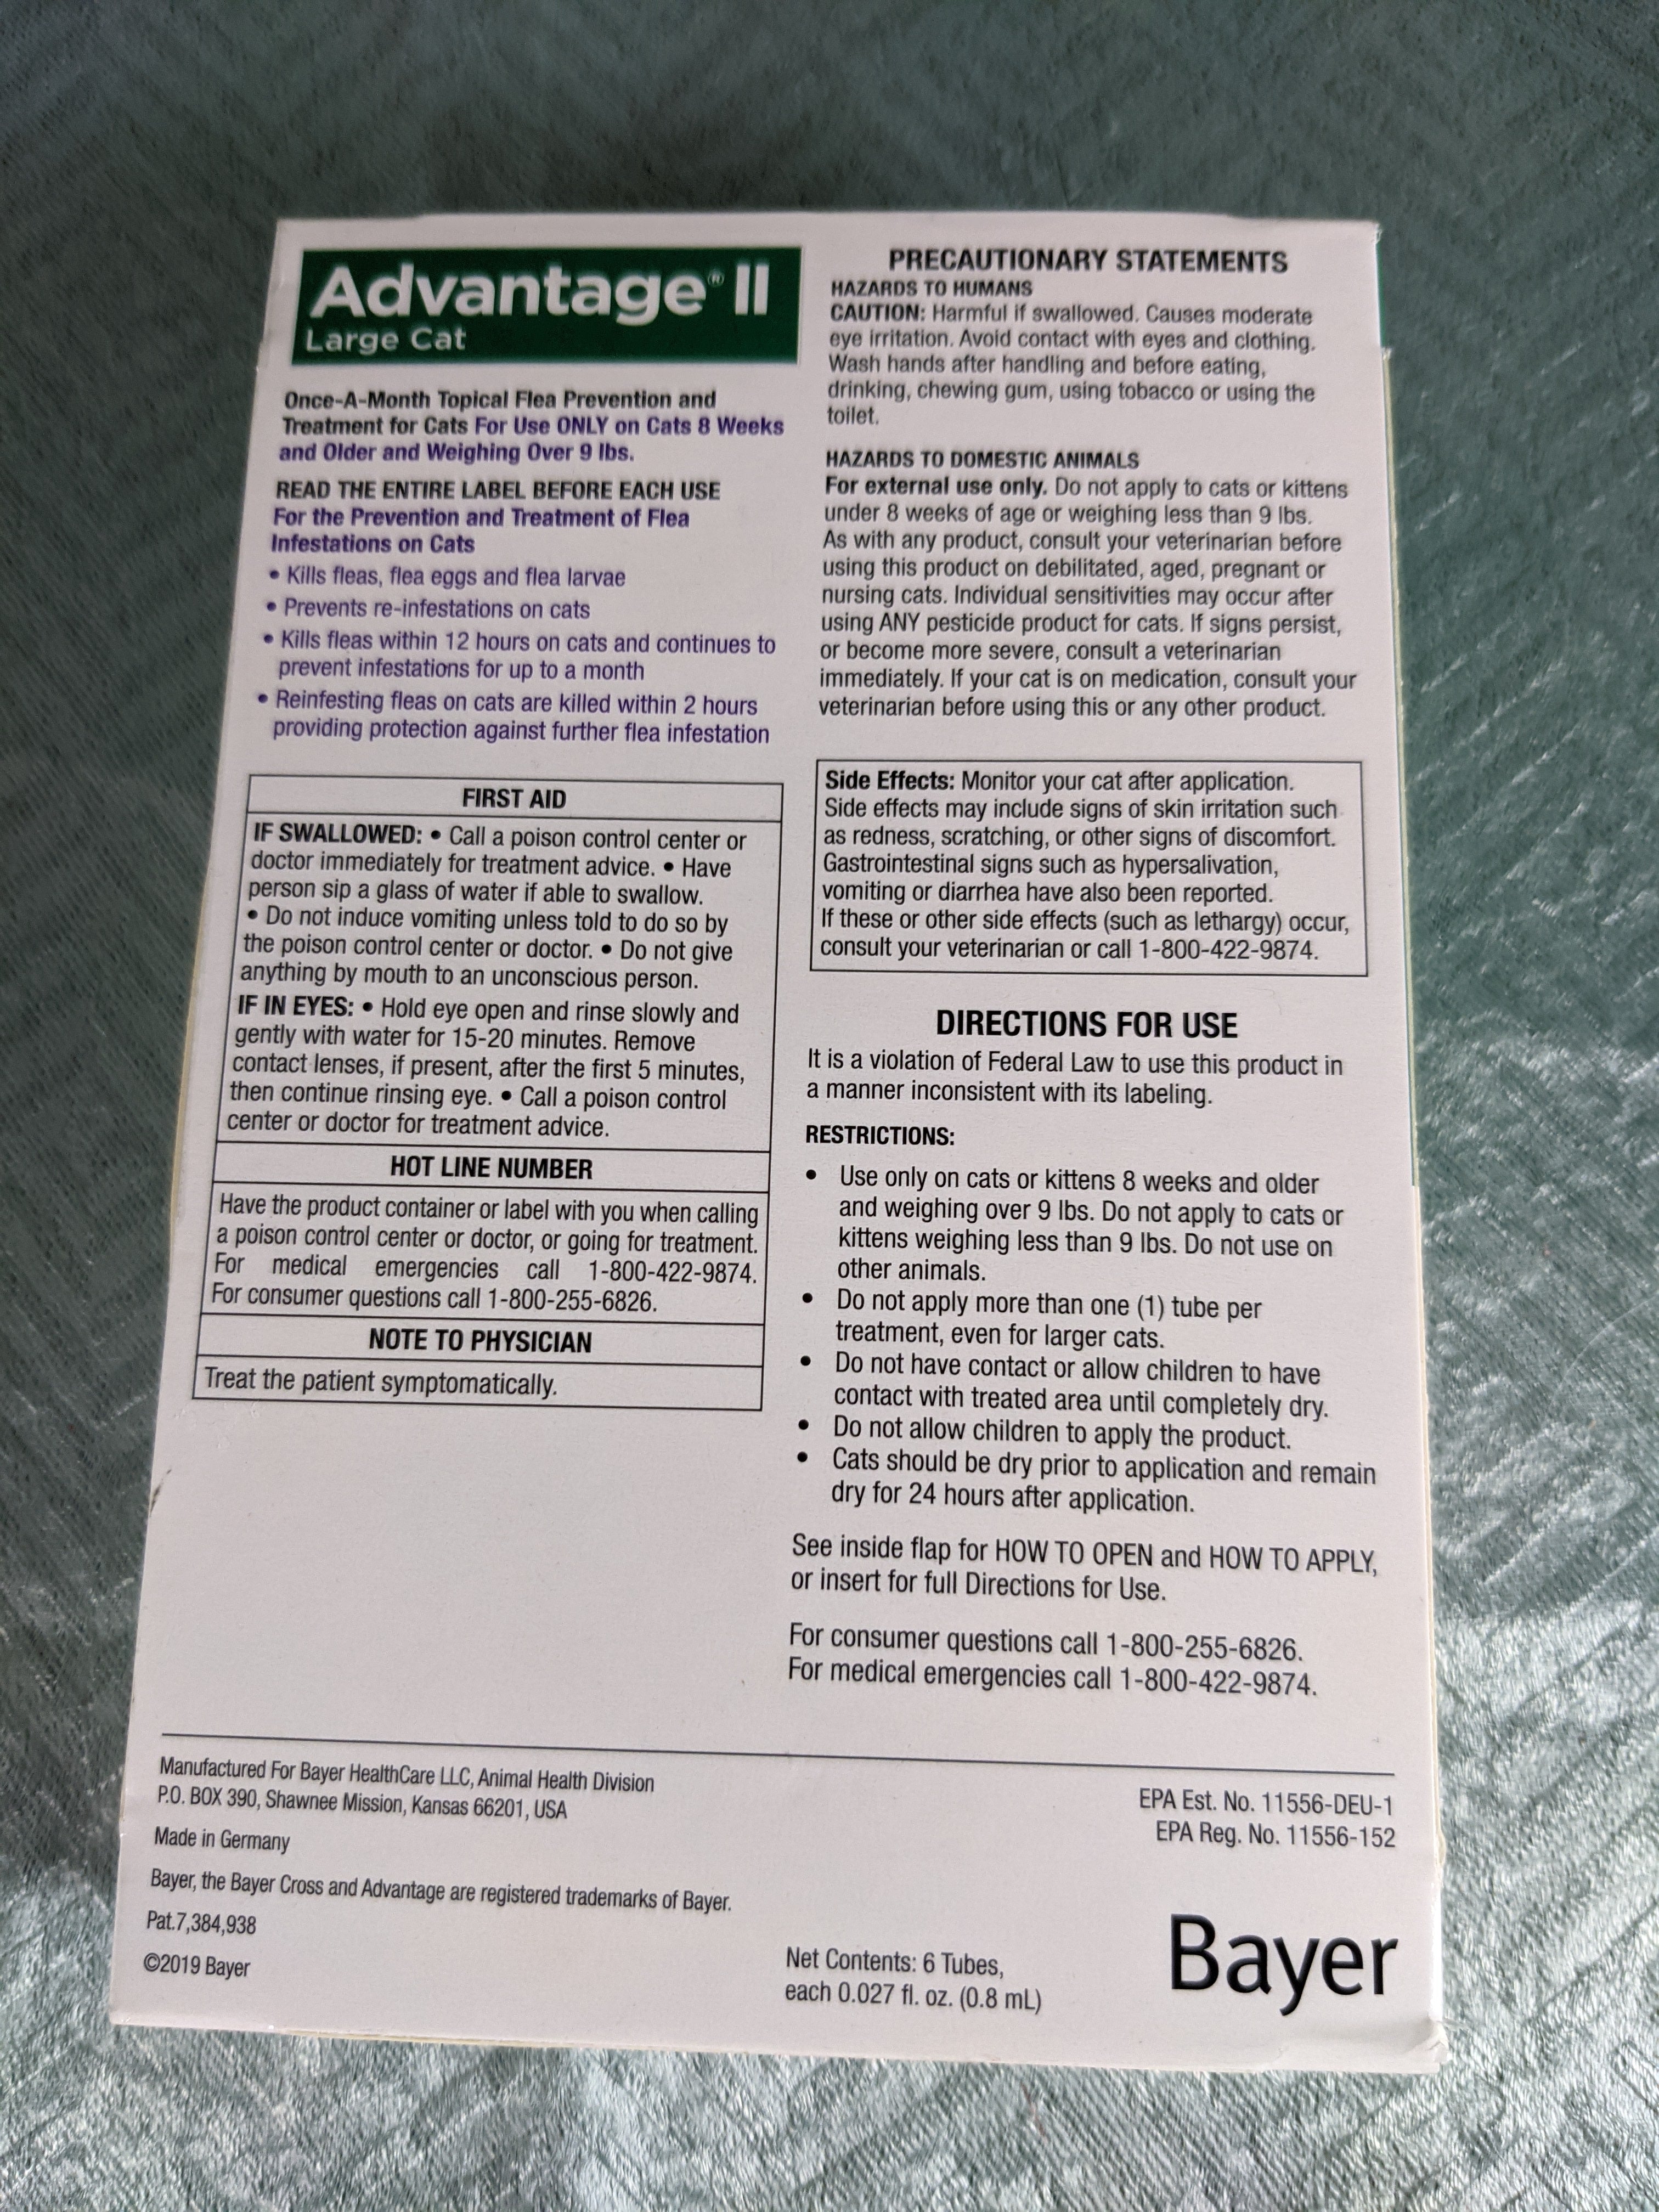 Advantage® II
Large Cat
Once-A-Month Topical Flea Prevention and
Treatment for Cats For Use ONLY on Cats 8 Weeks
and Older and Weighing Over 9 lbs.
READ THE ENTIRE LABEL BEFORE EACH USE
For the Prevention and Treatment of Flea
Infestations on Cats
• Kills fleas, flea eggs and flea larvae
• Prevents re-infestations on cats
• Kills fleas within 12 hours on cats and continues to
prevent infestations for up to a month
• Reinfesting fleas on cats are killed within 2 hours
providing protection against further flea infestation
FIRST AID
IF SWALLOWED: • Call a poison control center or
doctor immediately for treatment advice. • Have
person sip a glass of water if able to swallow.
• Do not induce vomiting unless told to do so by
the poison control center or doctor. • Do not give
anything by mouth to an unconscious person.
IF IN EYES: • Hold eye open and rinse slowly and
gently with water for 15-20 minutes. Remove
contact lenses, if present, after the first 5 minutes,
then continue rinsing eye. • Call a poison control
center or doctor for treatment advice.
HOT LINE NUMBER
Have the product container or label with you when calling
a poison control center or doctor, or going for treatment.
For medical emergencies call 1-800-422-9874.
For consumer questions call 1-800-255-6826.
NOTE TO PHYSICIAN
Treat the patient symptomatically.
PRECAUTIONARY STATEMENTS
HAZARDS TO HUMANS
CAUTION: Harmful if swallowed. Causes moderate
eye irritation. Avoid contact with eyes and clothing.
Wash hands after handling and before eating,
drinking, chewing gum, using tobacco or using the
toilet.
HAZARDS TO DOMESTIC ANIMALS
For external use only. Do not apply to cats or kittens
under 8 weeks of age or weighing less than 9 lbs.
As with any product, consult your veterinarian before
using this product on debilitated, aged, pregnant or
nursing cats. Individual sensitivities may occur after
using ANY pesticide product for cats. If signs persist,
or become more severe, consult a veterinarian
immediately. If your cat is on medication, consult your
veterinarian before using this or any other product.
Side Effects: Monitor your cat after application.
Side effects may include signs of skin irritation such
as redness, scratching, or other signs of discomfort.
Gastrointestinal signs such as hypersalivation,
vomiting or diarrhea have also been reported.
If these or other side effects (such as lethargy) occur,
consult your veterinarian or call 1-800-422-9874.
DIRECTIONS FOR USE
It is a violation of Federal Law to use this product in
a manner inconsistent with its labeling.
RESTRICTIONS:
• Use only on cats or kittens 8 weeks and older
and weighing over 9 lbs. Do not apply to cats or
kittens weighing less than 9 lbs. Do not use on
other animals.
• Do not apply more than one (1) tube per
treatment, even for larger cats.
• Do not have contact or allow children to have
contact with treated area until completely dry.
• Do not allow children to apply the product.
• Cats should be dry prior to application and remain
dry for 24 hours after application.
See inside flap for HOW TO OPEN and HOW TO APPLY,
or insert for full Directions for Use.
For consumer questions call 1-800-255-6826.
For medical emergencies call 1-800-422-9874.
Manufactured For Bayer HealthCare LLC, Animal Health Division
P.O. BOX 390, Shawnee Mission, Kansas 66201, USA
Made in Germany
Bayer, the Bayer Cross and Advantage are registered trademarks of Bayer.
Pat.7,384,938
©2019 Bayer
Net Contents: 6 Tubes,
each 0.027 fl. oz. (0.8 mL)
EPA Est. No. 11556-DEU-1
EPA Reg. No. 11556-152
Bayer